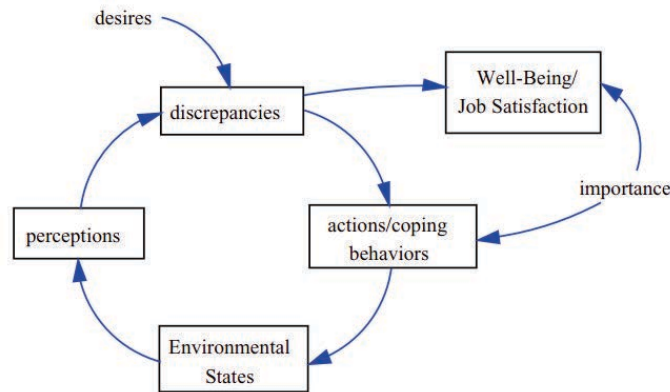 desires
discrepancies
Well-Being/
Job Satisfaction
importance
perceptions
actions/coping
behaviors
Environmental
States